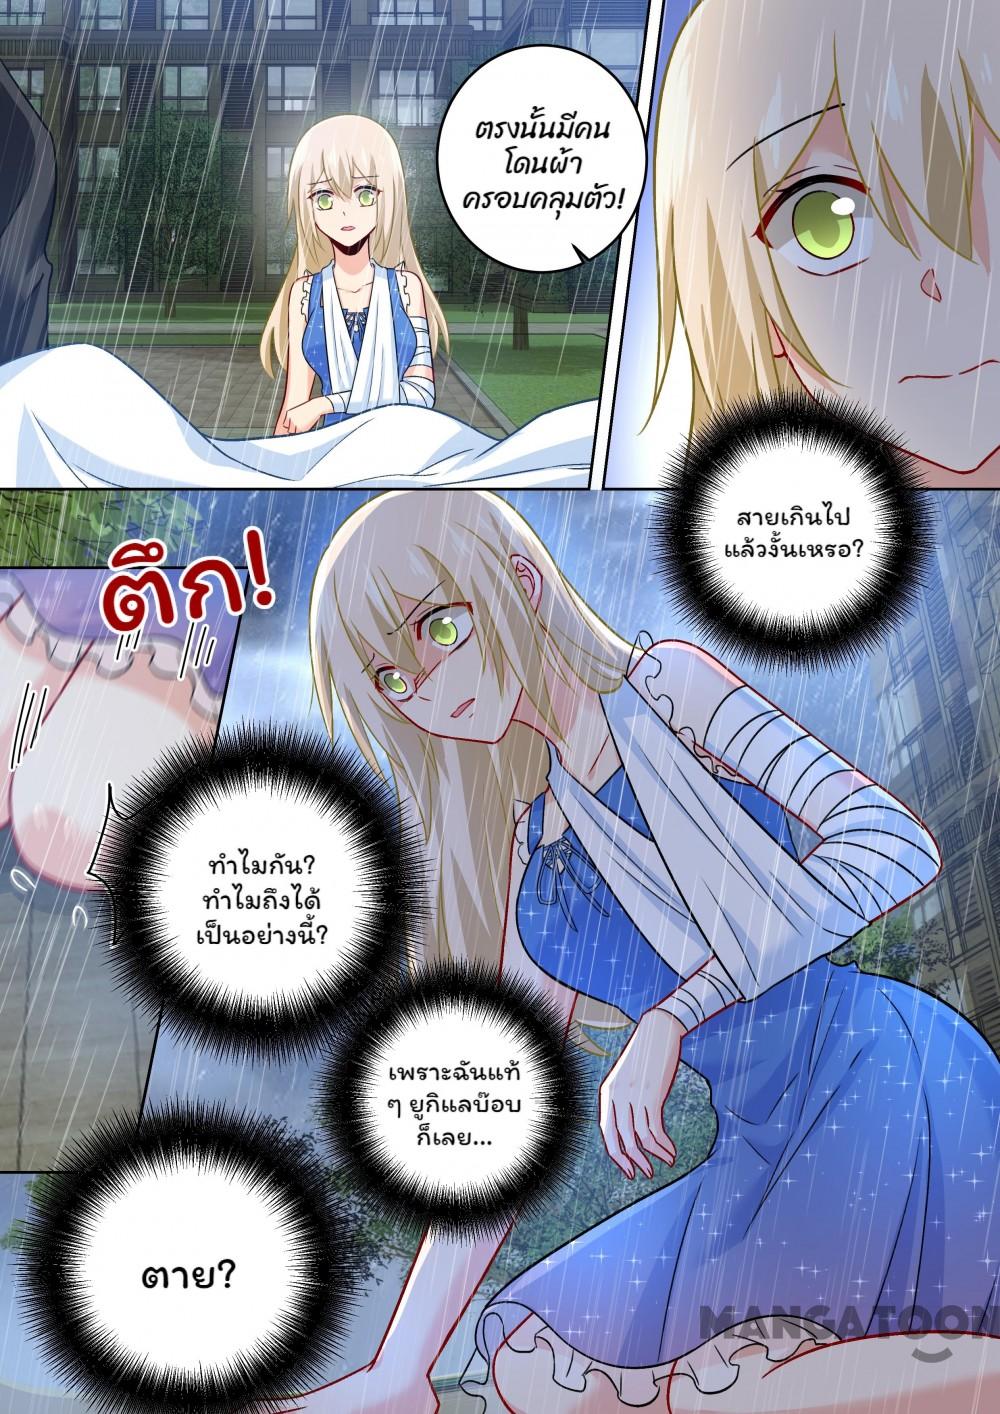 ตรงนั้นมีคน
โดนผ้า
ครอบคลุมตัว!
สายเกินไป
แล้วงั้นเหรอ?
ตึก!
ทำไมกัน?
ทำไมถึงได้
เป็นอย่างนี้?
เพราะฉันแท้
ๆ ยูกิแลบ๊อบ
ก็เลย...
ตาย?
MANGATOON